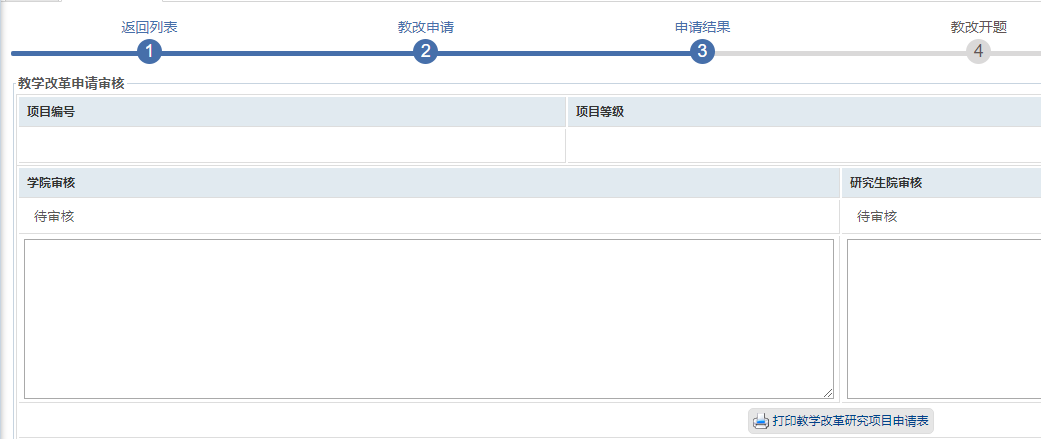 返回列表 教改申请 申请结果 教改开题
1 2 3 4
教学改革申请审核
项目编号 项目等级
学院审核 研究生院审核
待审核 待审核
打印教学改革研究项目申请表